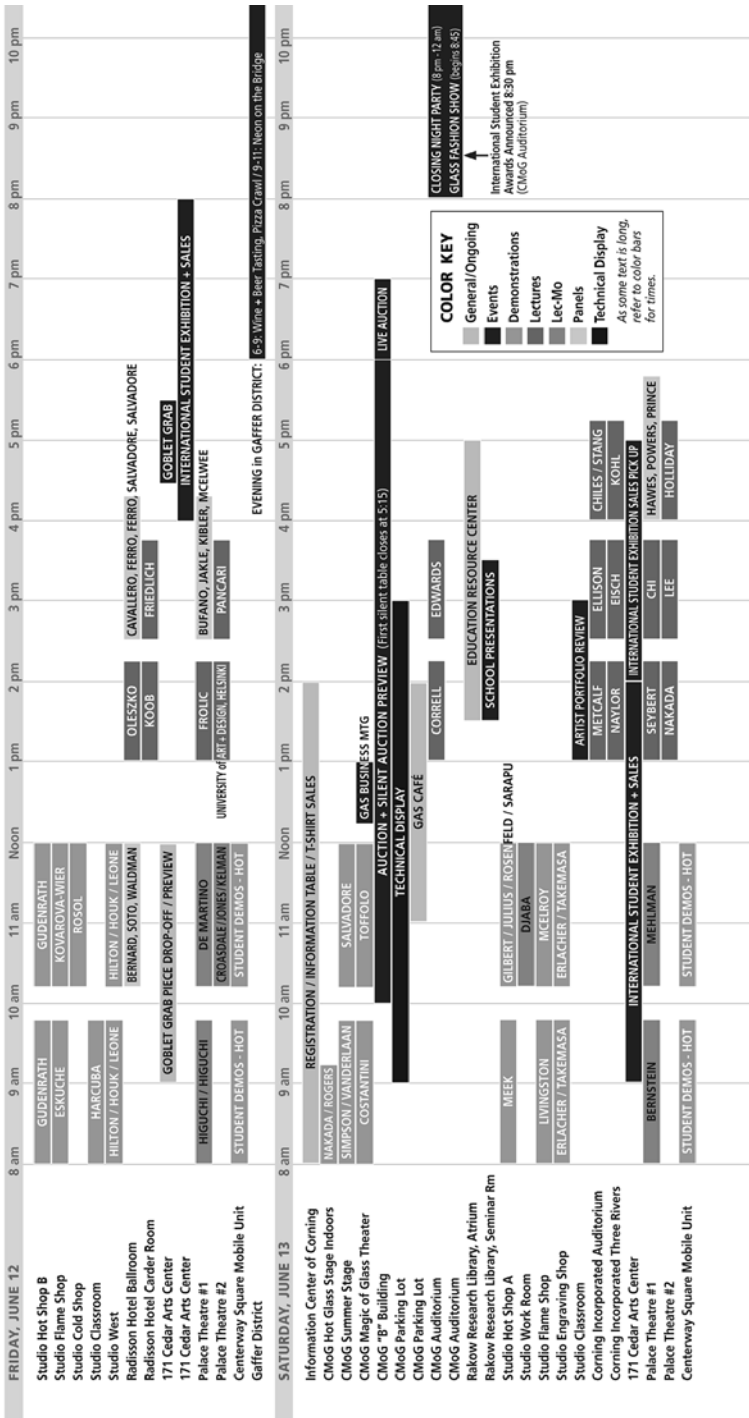 FRIDAY, JUNE 12
8 am 9 am 10 am 11 am Noon 1 pm 2 pm 3 pm 4 pm 5 pm 6 pm 7 pm 8 pm 9 pm 10 pm
Studio Hot Shop B GUDENRATH GUDENRATH
Studio Flame Shop ESKUCHE KOVAROVA-WIER
Studio Cold Shop ROSOL
Studio Classroom HARCUBA
Studio West HILTON / HOUK / LEONE HILTON / HOUK / LEONE
Radisson Hotel Ballroom BERNARD, SOTO, WALDMAN OLESZKO CAVALLERO, FERRO, FERRO, SALVADORE, SALVADORE
Radisson Hotel Carder Room KOOB FRIEDLICH
171 Cedar Arts Center GOBLET GRAB PIECE DROP-OFF / PREVIEW GOBLET GRAB
171 Cedar Arts Center INTERNATIONAL STUDENT EXHIBITION + SALES
Palace Theatre #1 HIGUCHI / HIGUCHI DE MARTINO FROLIC BUFANO, JAKLE, KIBLER, MCELWEE
Palace Theatre #2 CROASDALE/JONES/KELMAN UNIVERSITY of ART + DESIGN, HELSINKI PANCARI
Centerway Square Mobile Unit STUDENT DEMOS - HOT STUDENT DEMOS - HOT
Gaffer District EVENING in GAFFER DISTRICT: 6-9: Wine + Beer Tasting, Pizza Crawl / 9-11: Neon on the Bridge
SATURDAY, JUNE 13
8 am 9 am 10 am 11 am Noon 1 pm 2 pm 3 pm 4 pm 5 pm 6 pm 7 pm 8 pm 9 pm 10 pm
Information Center of Corning REGISTRATION / INFORMATION TABLE / T-SHIRT SALES
CMoG Hot Glass Stage Indoors NAKADA / ROGERS
CMoG Summer Stage SIMPSON / VANDERLAAN SALVADORE
CMoG Magic of Glass Theater COSTANTINI TOFFOLO GAS BUSINESS MTG
CMoG "B" Building AUCTION + SILENT AUCTION PREVIEW (First silent table closes at 5:15) LIVE AUCTION
CMoG Parking Lot TECHNICAL DISPLAY
CMoG Parking Lot GAS CAFÉ
CMoG Auditorium CORRELL EDWARDS
CMoG Auditorium CLOSING NIGHT PARTY (8 pm -12 am)
GLASS FASHION SHOW (begins 8:45)
International Student Exhibition
Awards Announced 8:30 pm
(CMoG Auditorium)
Rakow Research Library, Atrium EDUCATION RESOURCE CENTER
Rakow Research Library, Seminar Rm SCHOOL PRESENTATIONS
Studio Hot Shop A MEEK GILBERT / JULIUS / ROSENFELD / SARAPU
Studio Work Room DJABA
Studio Flame Shop LIVINGSTON MCELROY
Studio Engraving Shop ERLACHER / TAKEMASA ERLACHER / TAKEMASA
Studio Classroom ARTIST PORTFOLIO REVIEW
Corning Incorporated Auditorium METCALF ELLISON CHILES / STANG
Corning Incorporated Three Rivers NAYLOR EISCH KOHL
171 Cedar Arts Center INTERNATIONAL STUDENT EXHIBITION + SALES INTERNATIONAL STUDENT EXHIBITION SALES PICK UP
Palace Theatre #1 BERNSTEIN MEHLMAN SEYBERT CHI HAWES, POWERS, PRINCE
Palace Theatre #2 NAKADA LEE HOLLIDAY
Centerway Square Mobile Unit STUDENT DEMOS - HOT STUDENT DEMOS - HOT
COLOR KEY
General/Ongoing
Events
Demonstrations
Lectures
Lec-Mo
Panels
Technical Display
As some text is long,
refer to color bars
for times.